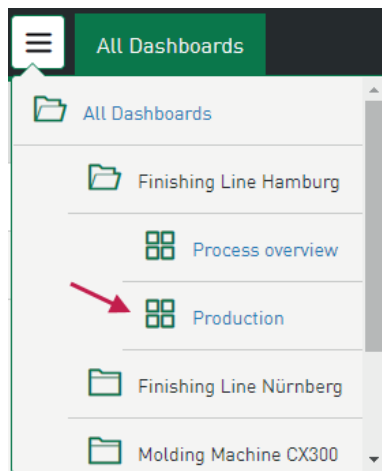 All Dashboards
All Dashboards
Finishing Line Hamburg
Process overview
Production
Finishing Line Nürnberg
Molding Machine CX300